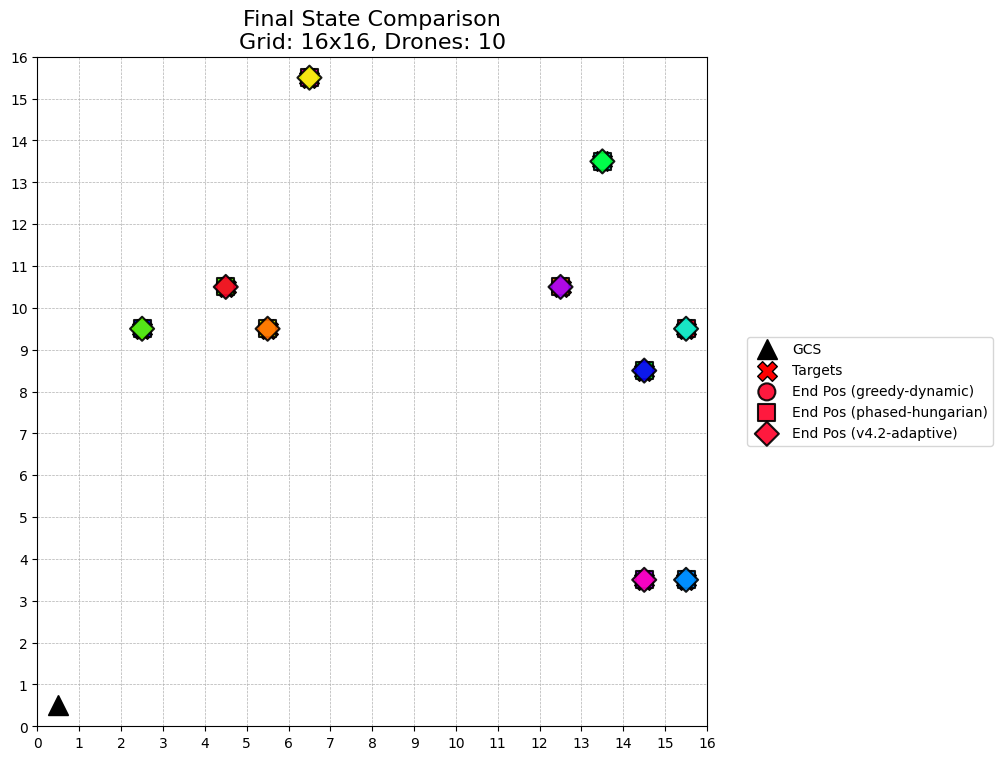 Final State Comparison
Grid: 16x16, Drones: 10
16
15
14
13
12
11
10
9
8
7
6
5
4
3
2
1
0
0 1 2 3 4 5 6 7 8 9 10 11 12 13 14 15 16
GCS
Targets
End Pos (greedy-dynamic)
End Pos (phased-hungarian)
End Pos (v4.2-adaptive)